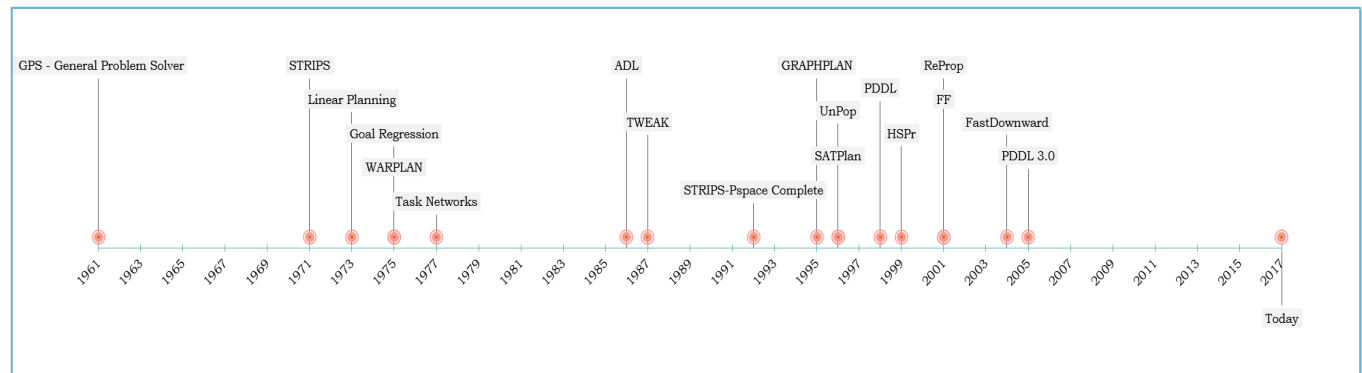 GPS - General Problem Solver
STRIPS
ADL
GRAPHPLAN
ReProp
PDDL
Linear Planning
FF
UnPop
TWEAK
FastDownward
Goal Regression
HSPr
SATPlan
PDDL 3.0
WARPLAN
STRIPS-Pspace Complete
Task Networks
1961
1963
1965
1967
1969
1971
1973
1975
1977
1979
1981
1983
1985
1987
1989
1991
1993
1995
1997
1999
2001
2003
2005
2007
2009
2011
2013
2015
2017
Today